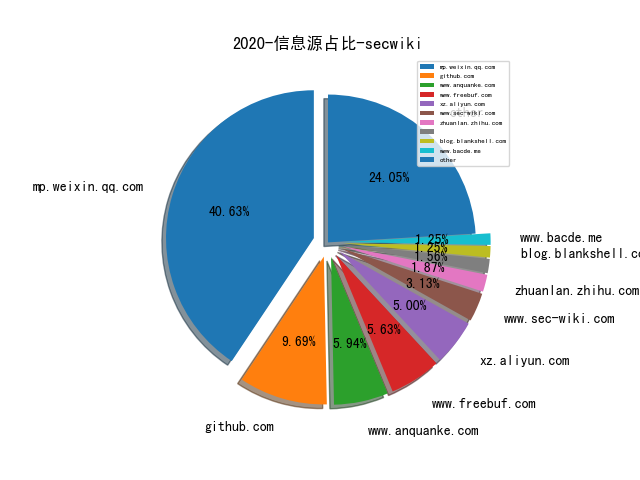 2020-信息源占比-secwiki
mp.weixin.qq.com
github.com
www.anquanke.com
www.freebuf.com
xz.aliyun.com
www.sec-wiki.com
zhuanlan.zhihu.com
blog.blankshell.com
www.bacde.me
other
24.05%
mp.weixin.qq.com
40.63%
1.25%
www.bacde.me
1.25%
blog.blankshell.c
1.56%
1.87%
zhuanlan.zhihu.com
3.13%
www.sec-wiki.com
5.00%
5.63%
9.69%
5.94%
xz.aliyun.com
www.freebuf.com
github.com
www.anquanke.com